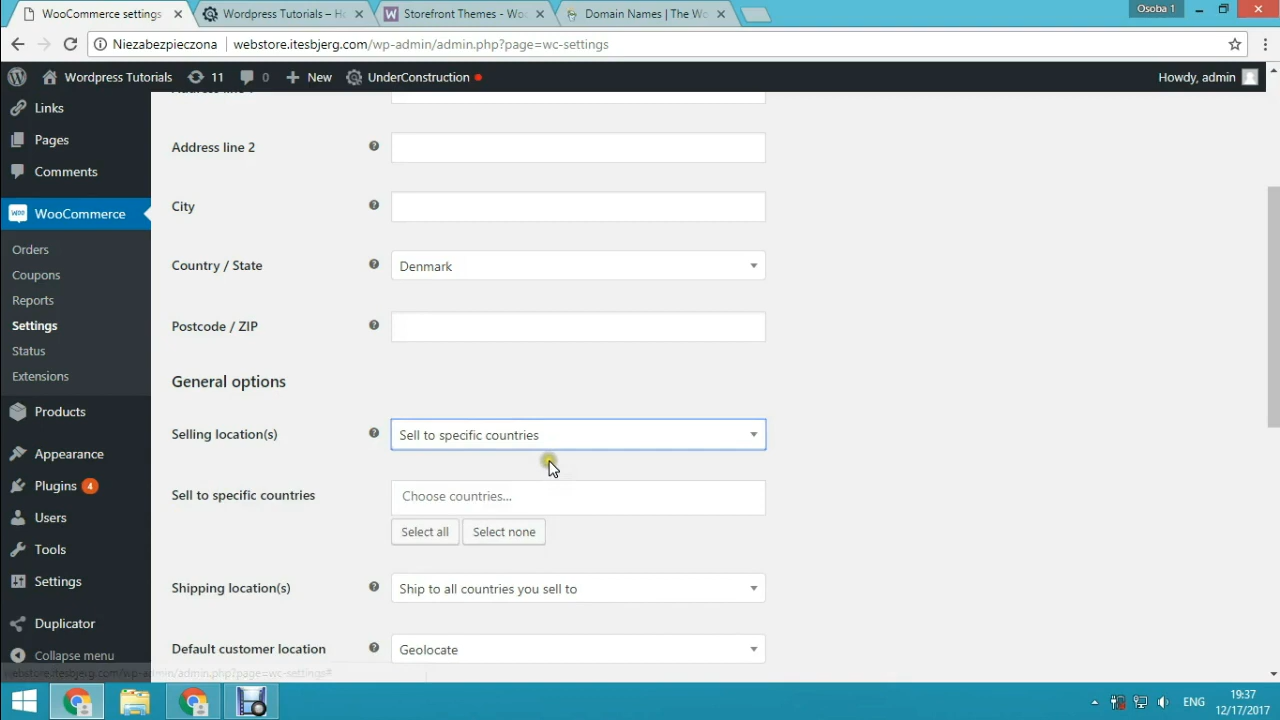 WooCommerce settings
Wordpress Tutorials – H
Storefront Themes - Woo
Domain Names | The Wo
Osoba 1
Niezabezpieczona
webstore.itesbjerg.com/wp-admin/admin.php?page=wc-settings
Wordpress Tutorials
11
0
New
UnderConstruction
Howdy, admin
Links
Pages
Comments
WooCommerce
Orders
Coupons
Reports
Settings
Status
Extensions
Products
Appearance
Plugins 4
Users
Tools
Settings
Duplicator
Collapse menu
Address line 2
City
Country / State
Denmark
Postcode / ZIP
General options
Selling location(s)
Sell to specific countries
Sell to specific countries
Choose countries...
Select all
Select none
Shipping location(s)
Ship to all countries you sell to
Default customer location
Geolocate
webstore.itesbjerg.com/wp-admin/admin.php?page=wc-settings#
ENG
19:37
12/17/2017